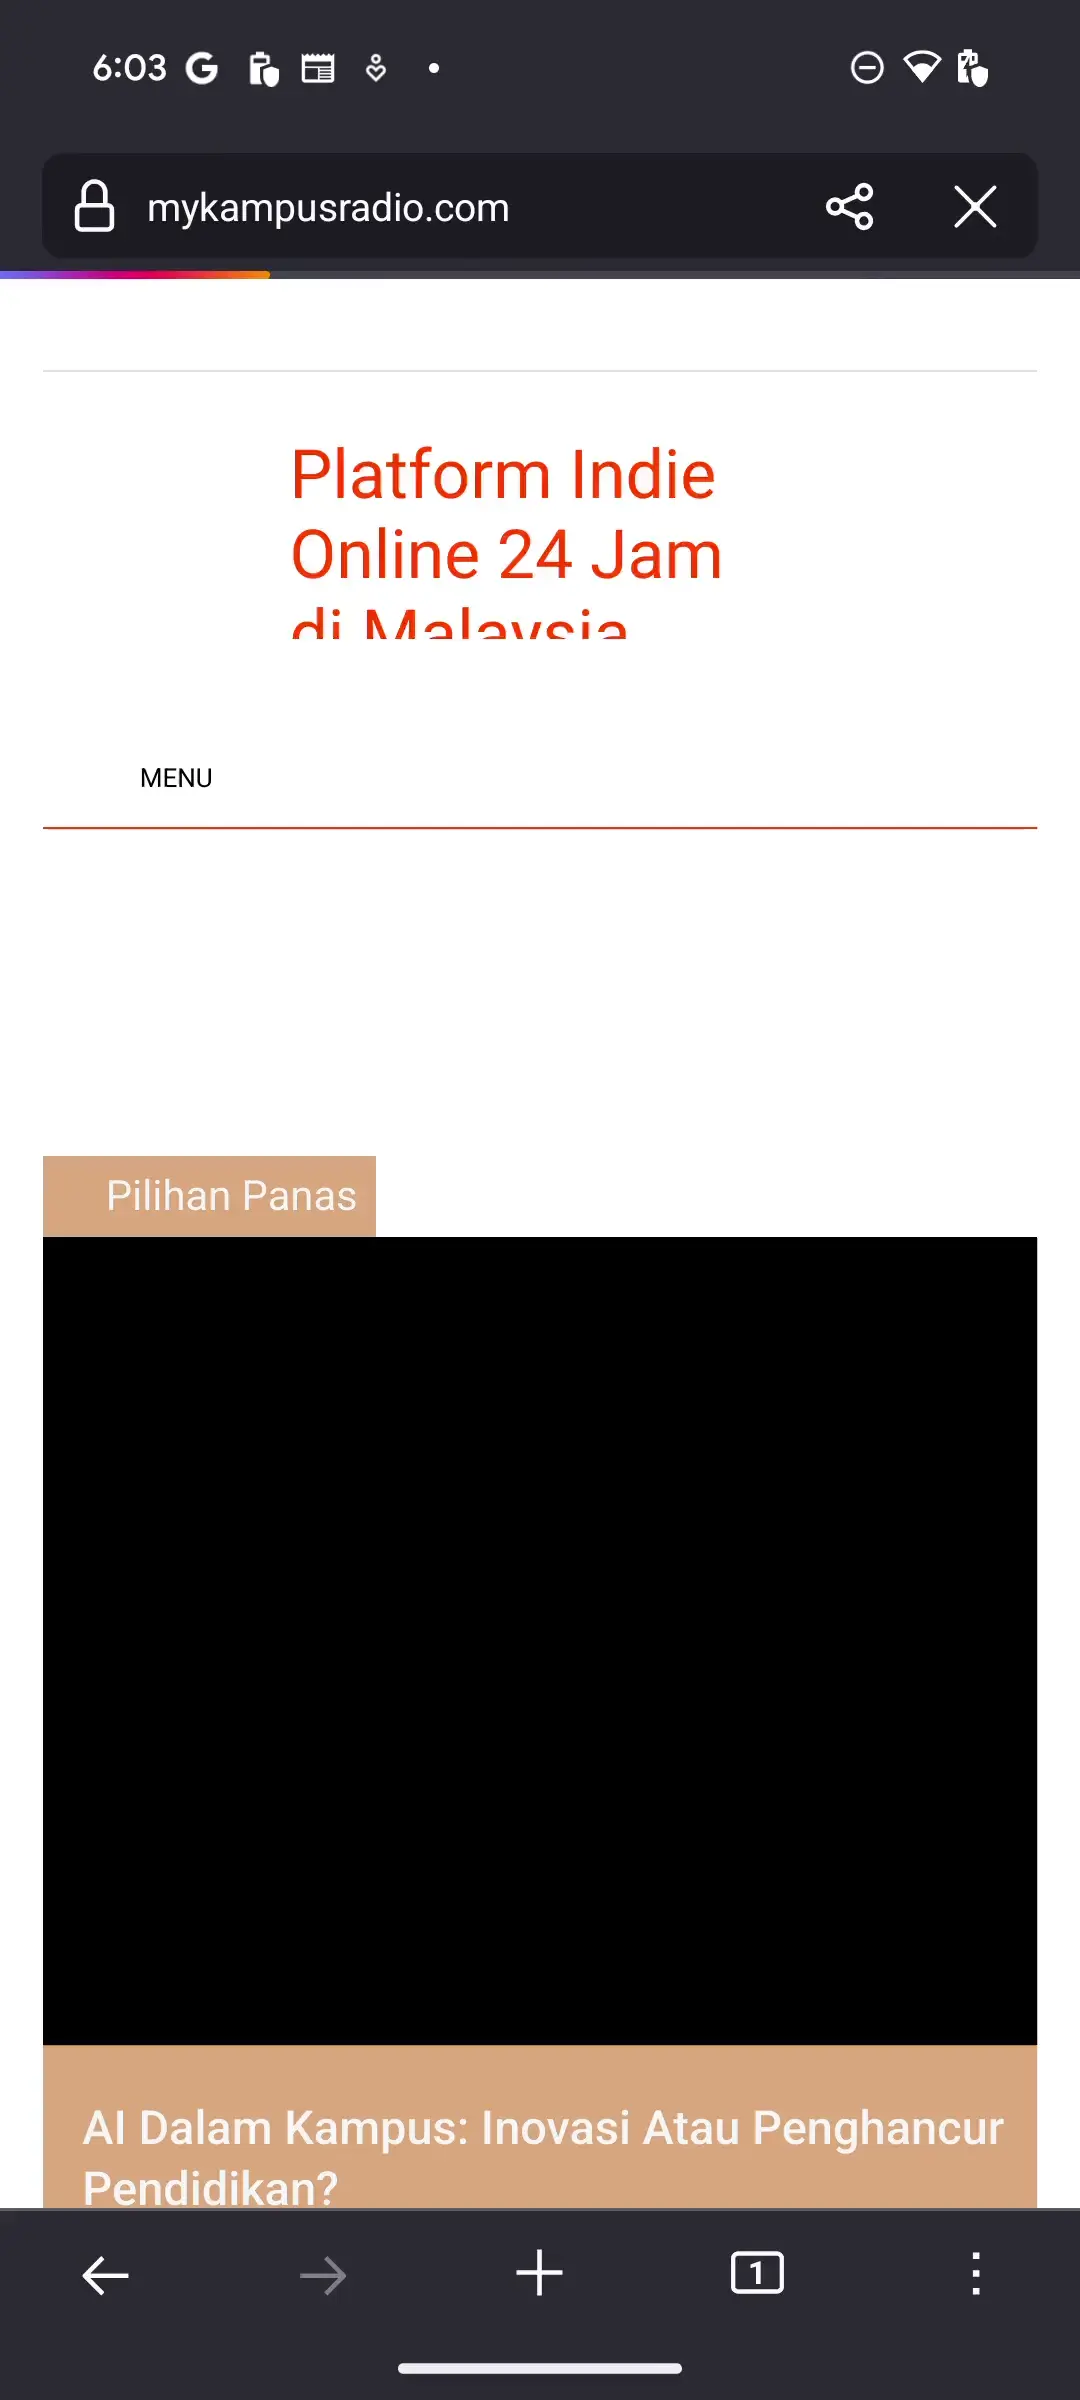 6:03
mykampusradio.com
Platform Indie
Online 24 Jam
di Malaysia
MENU
Pilihan Panas
AI Dalam Kampus: Inovasi Atau Penghancur
Pendidikan?
1